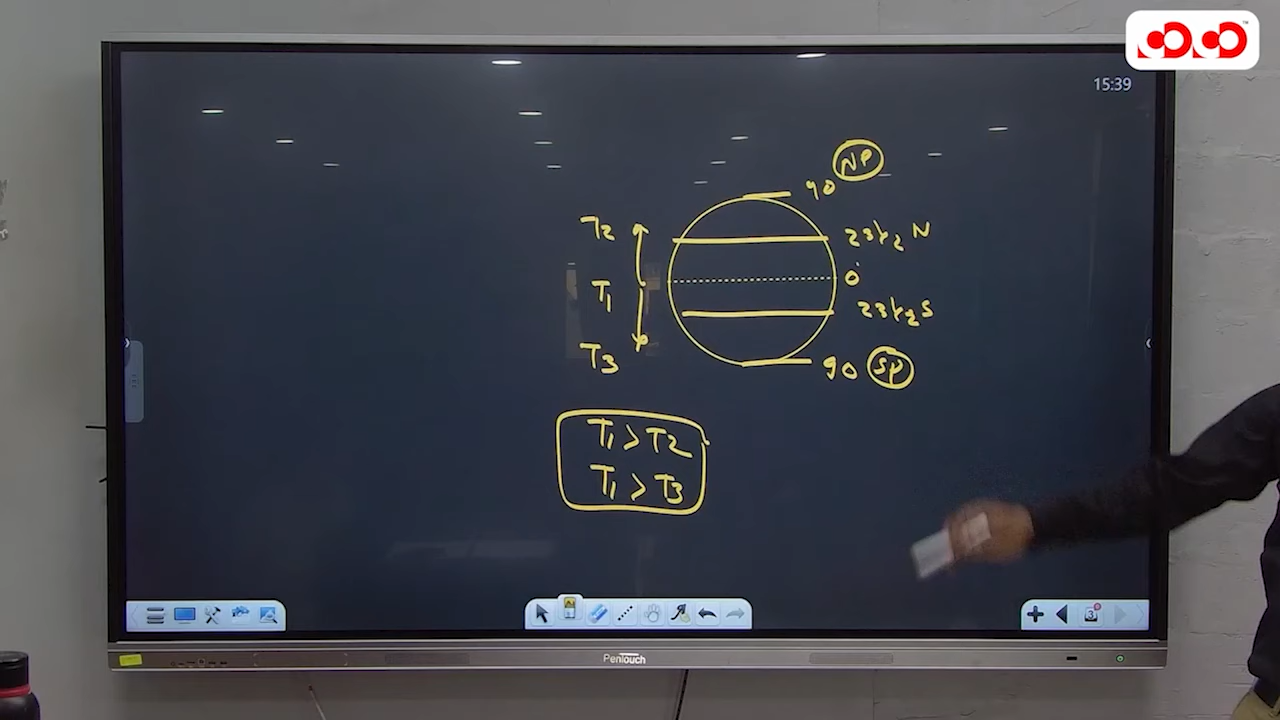 15:39
90 NP
T2
23½ N
T1
0
23½ S
T3
90 SP
T1 > T2
T1 > T3
3
Pentouch